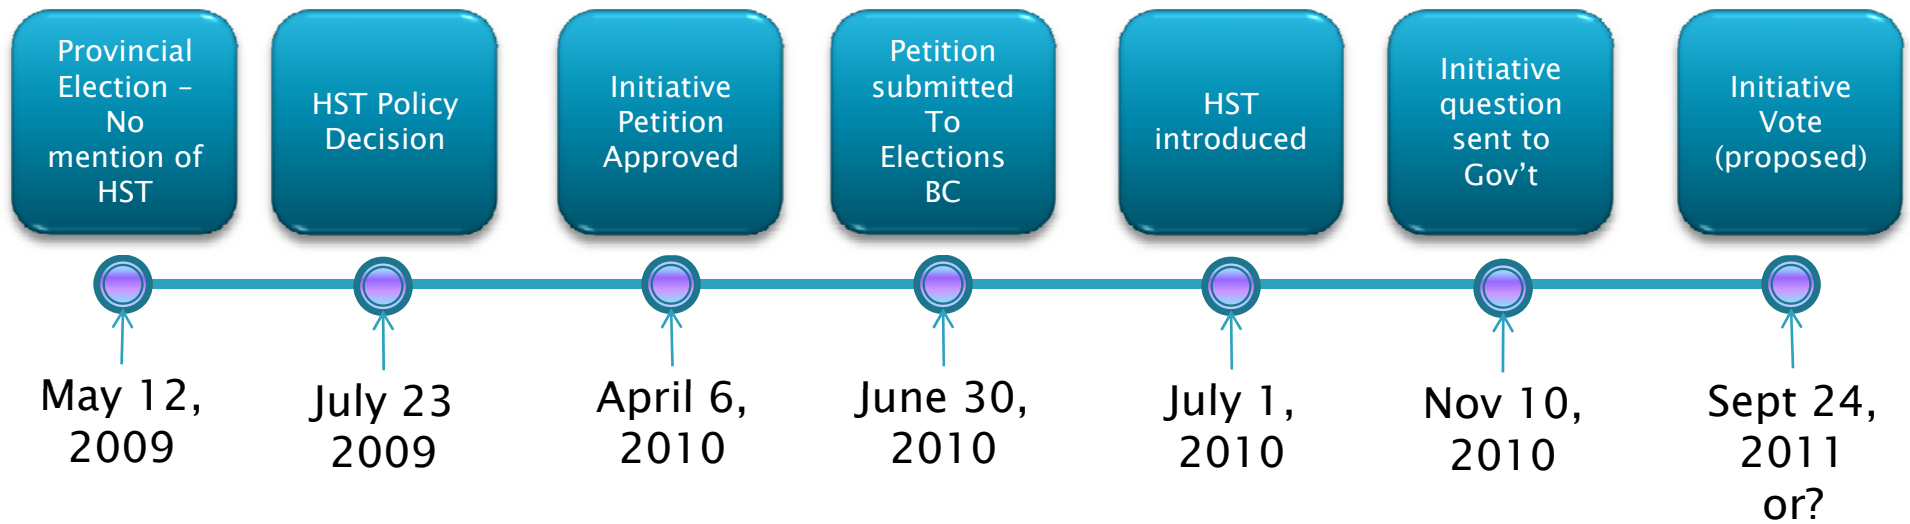 Provincial
Election –
No
mention of
HST
HST Policy
Decision
Initiative
Petition
Approved
Petition
submitted
To
Elections
BC
HST
introduced
Initiative
question
sent to
Gov’t
Initiative
Vote
(proposed)
May 12,
2009
July 23
2009
April 6,
2010
June 30,
2010
July 1,
2010
Nov 10,
2010
Sept 24,
2011
or?